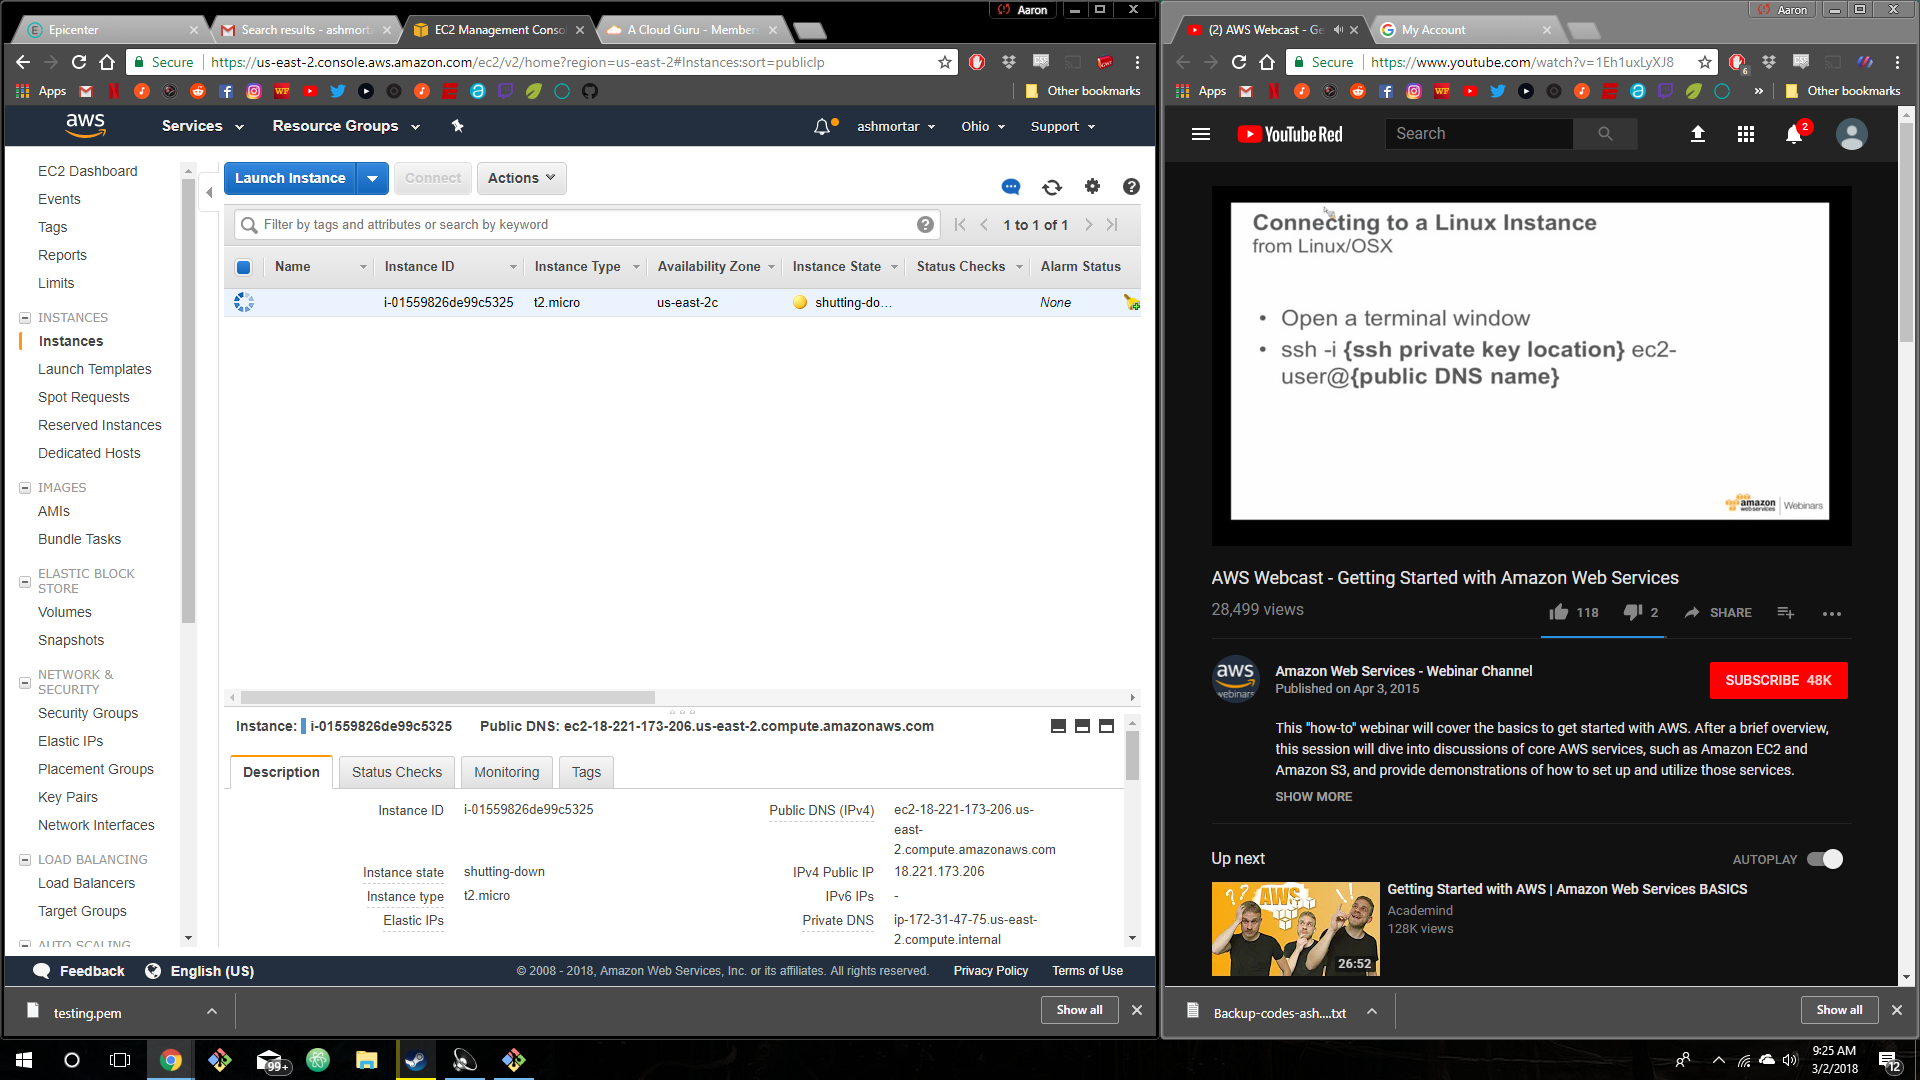 Epicenter
Search results - ashmorta
EC2 Management Conso
A Cloud Guru - Members
Aaron
Secure
https://us-east-2.console.aws.amazon.com/ec2/v2/home?region=us-east-2#Instances:sort=publicIp
Apps
Other bookmarks
aws
Services
Resource Groups
ashmortar
Ohio
Support
EC2 Dashboard
Events
Tags
Reports
Limits
INSTANCES
Instances
Launch Templates
Spot Requests
Reserved Instances
Dedicated Hosts
IMAGES
AMIs
Bundle Tasks
ELASTIC BLOCK
STORE
Volumes
Snapshots
NETWORK &
SECURITY
Security Groups
Elastic IPs
Placement Groups
Key Pairs
Network Interfaces
LOAD BALANCING
Load Balancers
Target Groups
AUTO SCALING
Launch Instance
Connect
Actions
Filter by tags and attributes or search by keyword
1 to 1 of 1
Name Instance ID Instance Type Availability Zone Instance State Status Checks Alarm Status
i-01559826de99c5325 t2.micro us-east-2c shutting-do... None
Instance: i-01559826de99c5325 Public DNS: ec2-18-221-173-206.us-east-2.compute.amazonaws.com
Description
Status Checks
Monitoring
Tags
Instance ID i-01559826de99c5325
Instance state shutting-down
Instance type t2.micro
Elastic IPs
Public DNS (IPv4) ec2-18-221-173-206.us-
east-
2.compute.amazonaws.com
IPv4 Public IP 18.221.173.206
IPv6 IPs -
Private DNS ip-172-31-47-75.us-east-
2.compute.internal
Feedback
English (US)
© 2008 - 2018, Amazon Web Services, Inc. or its affiliates. All rights reserved.
Privacy Policy
Terms of Use
testing.pem
Show all
(2) AWS Webcast - Ge
My Account
Aaron
Secure
https://www.youtube.com/watch?v=1Eh1uxLyXJ8
6
Apps
»
Other bookmarks
YouTube Red
Search
2
Connecting to a Linux Instance
from Linux/OSX
• Open a terminal window
• ssh -i {ssh private key location} ec2-
user@{public DNS name}
amazon
webservices
Webinars
AWS Webcast - Getting Started with Amazon Web Services
28,499 views
118
2
SHARE
aws
webinars
Amazon Web Services - Webinar Channel
Published on Apr 3, 2015
SUBSCRIBE 48K
This "how-to" webinar will cover the basics to get started with AWS. After a brief overview,
this session will dive into discussions of core AWS services, such as Amazon EC2 and
Amazon S3, and provide demonstrations of how to set up and utilize those services.
SHOW MORE
Up next
AUTOPLAY
AWS
26:52
Getting Started with AWS | Amazon Web Services BASICS
Academind
128K views
Backup-codes-ash....txt
Show all
99+
9:25 AM
3/2/2018
12